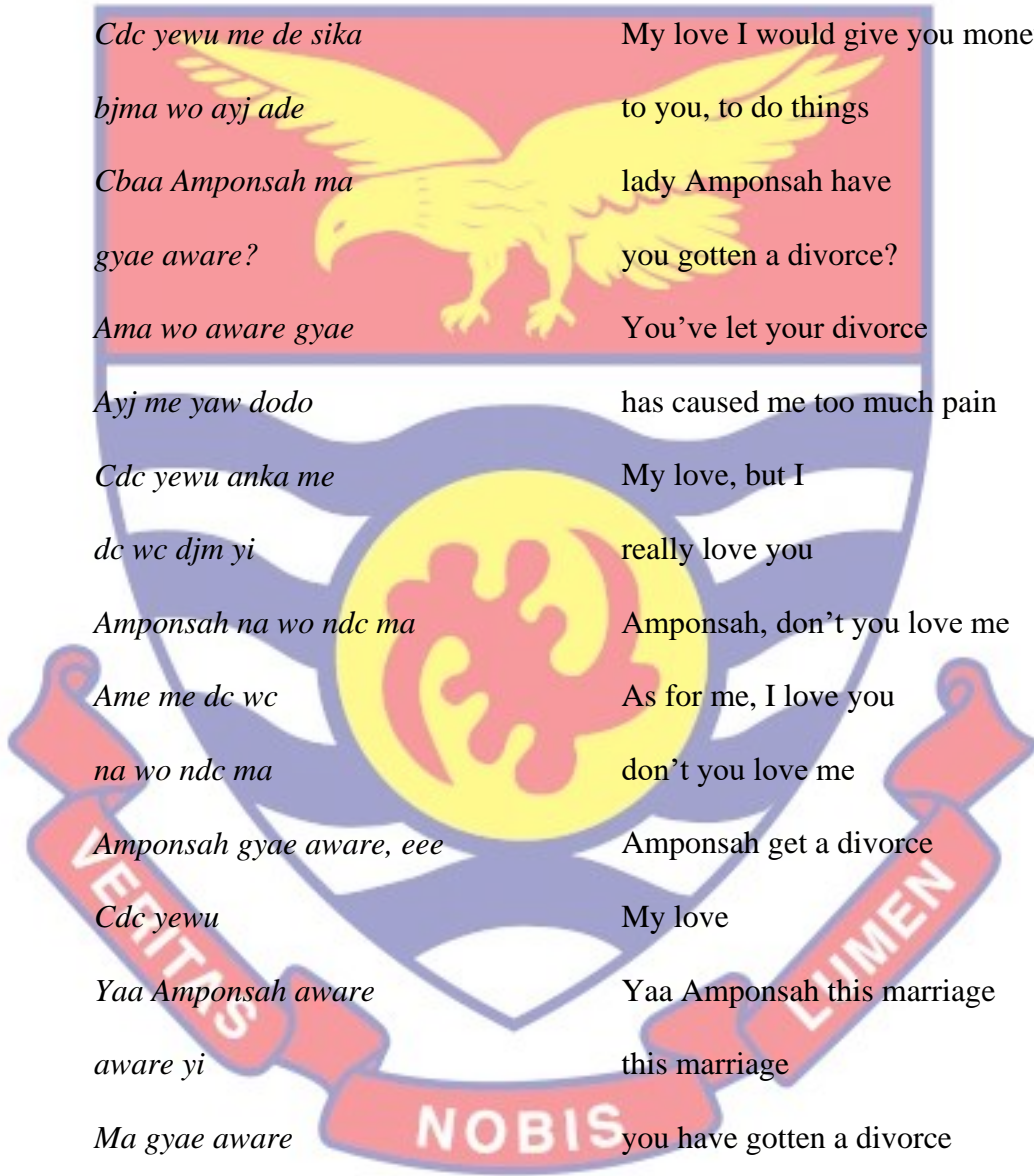 Cdc yewu me de sika My love I would give you mone
bjma wo ayj ade to you, to do things
Cbaa Amponsah ma lady Amponsah have
gyae aware? you gotten a divorce?
Ama wo aware gyae You’ve let your divorce
Ayj me yaw dodo has caused me too much pain
Cdc yewu anka me My love, but I
dc wc djm yi really love you
Amponsah na wo ndc ma Amponsah, don’t you love me
Ame me dc wc As for me, I love you
na wo ndc ma don’t you love me
Amponsah gyae aware, eee Amponsah get a divorce
Cdc yewu My love
Yaa Amponsah aware Yaa Amponsah this marriage
aware yi this marriage
Ma gyae aware you have gotten a divorce
VERITAS NOBIS LUMEN